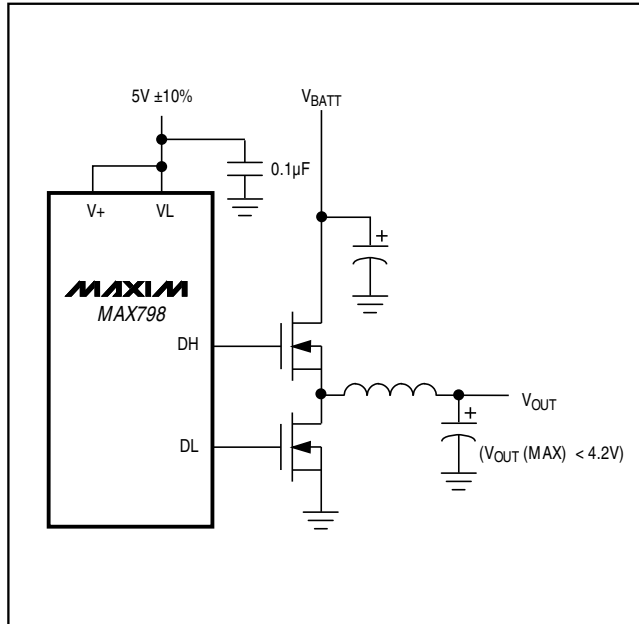 5V ±10%
VBATT
0.1µF
+
V+
VL
MAXIM
MAX798
DH
VOUT
+
DL
(VOUT (MAX) < 4.2V)